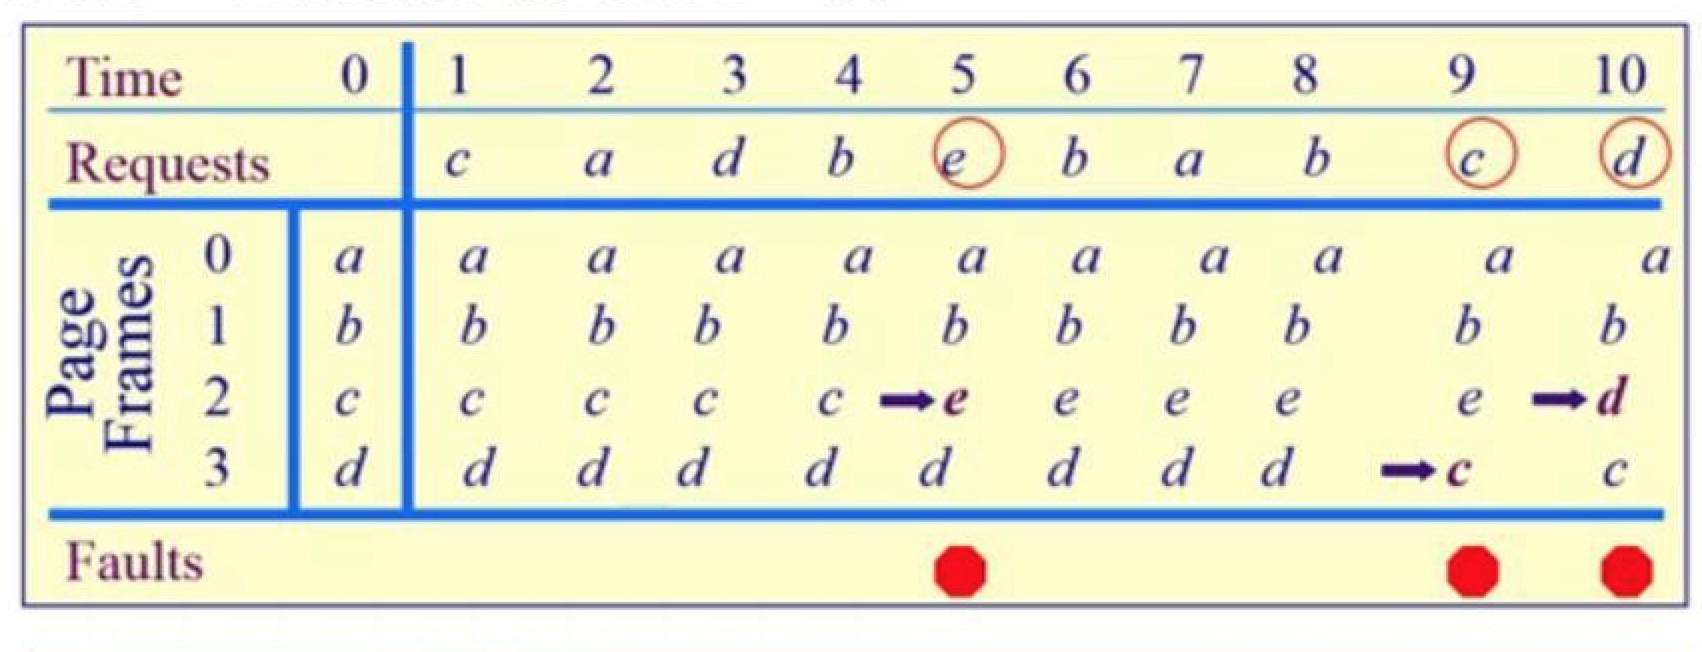 Time 0 1 2 3 4 5 6 7 8 9 10
Requests c a d b e b a b c d
Page Frames
0 a a a a a a a a a a a
1 b b b b b b b b b b b
2 c c c c c e e e e e d
3 d d d d d d d d d c c
Faults